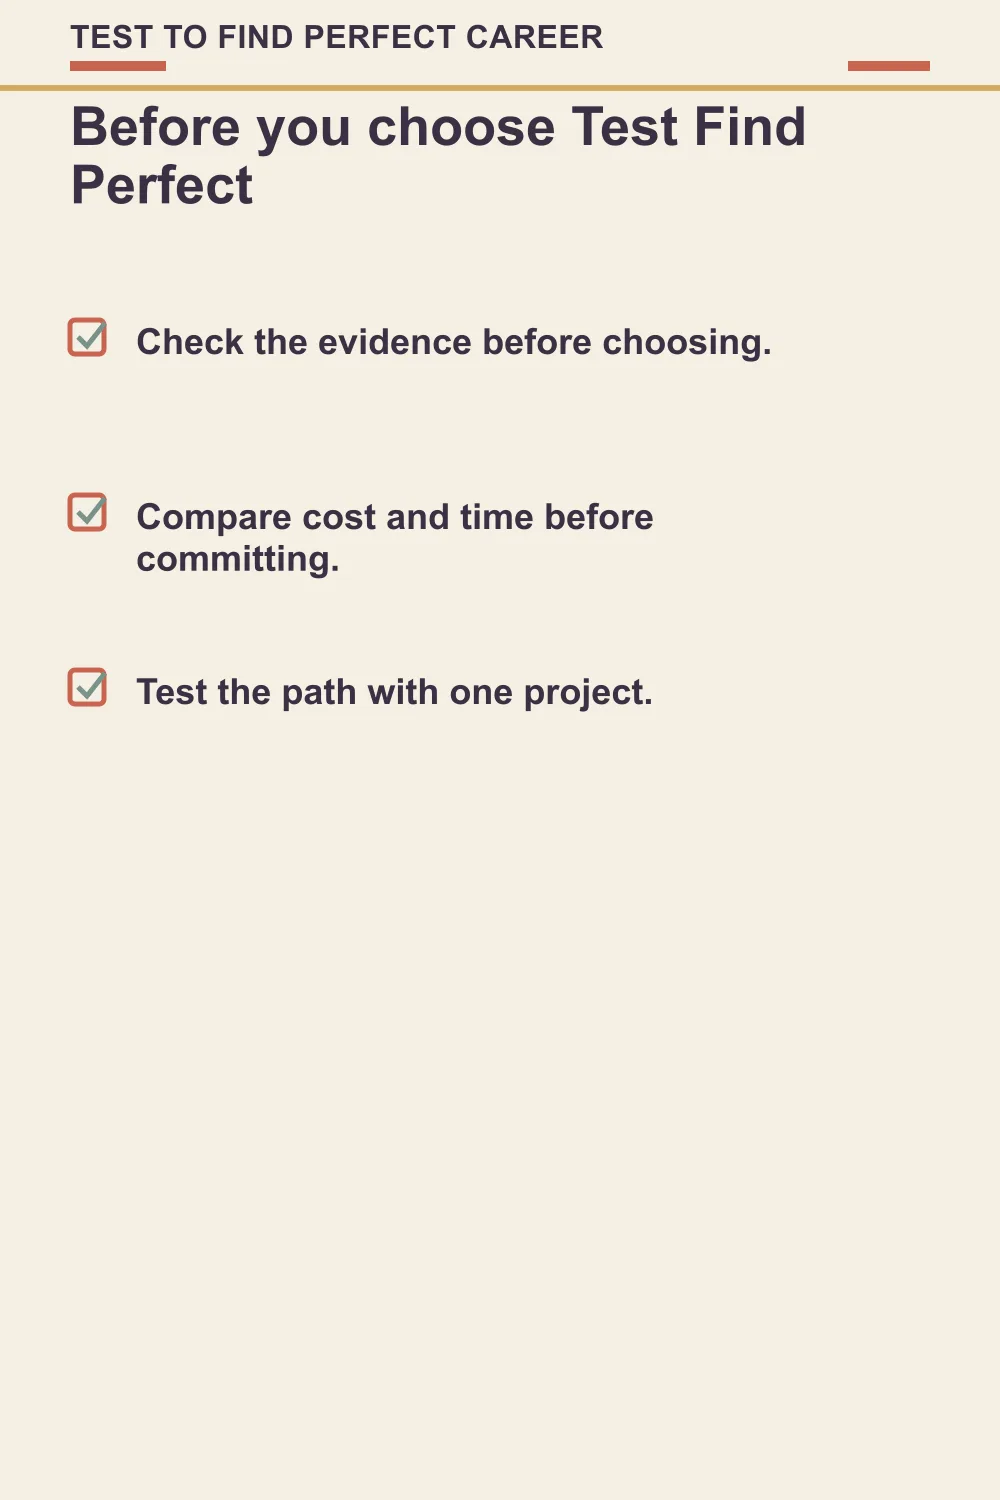 TEST TO FIND PERFECT CAREER
Before you choose Test Find
Perfect
Check the evidence before choosing.
Compare cost and time before
committing.
Test the path with one project.